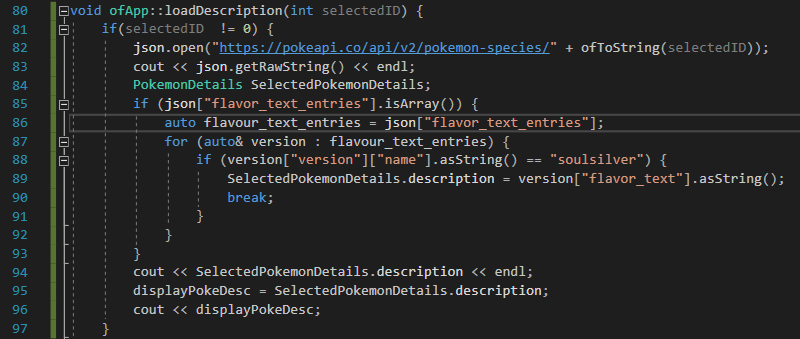 80 void ofApp::loadDescription(int selectedID) {
81     if(selectedID  != 0) {
82         json.open("https://pokeapi.co/api/v2/pokemon-species/" + ofToString(selectedID));
83         cout << json.getRawString() << endl;
84         PokemonDetails SelectedPokemonDetails;
85         if (json["flavor_text_entries"].isArray()) {
86             auto flavour_text_entries = json["flavor_text_entries"];
87             for (auto& version : flavour_text_entries) {
88                 if (version["version"]["name"].asString() == "soulsilver") {
89                     SelectedPokemonDetails.description = version["flavor_text"].asString();
90                     break;
91                 }
92             }
93         }
94         cout << SelectedPokemonDetails.description << endl;
95         displayPokeDesc = SelectedPokemonDetails.description;
96         cout << displayPokeDesc;
97     }